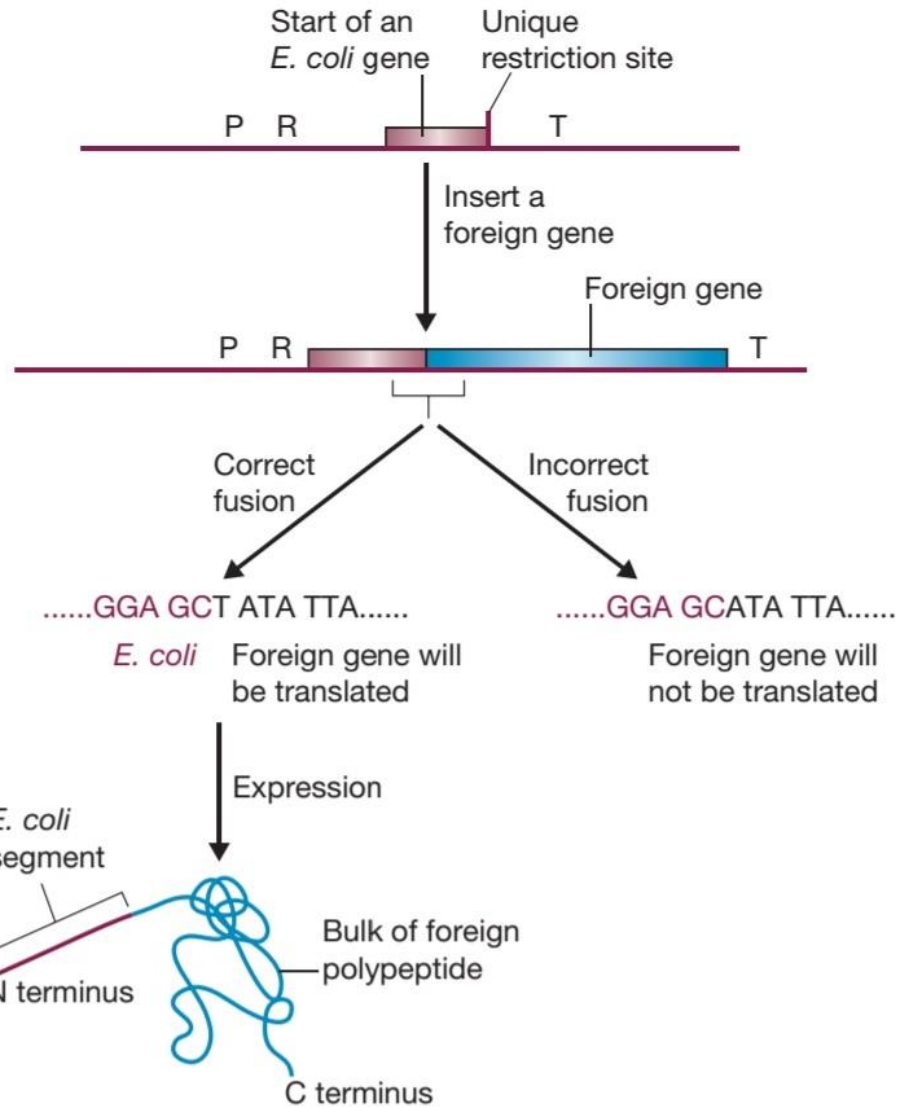 Start of an
E. coli gene
Unique
restriction site
P R T
Insert a
foreign gene
Foreign gene
P R T
Correct
fusion
Incorrect
fusion
......GGA GCT ATA TTA......
E. coli
Foreign gene will
be translated
......GGA GCATA TTA......
Foreign gene will
not be translated
Expression
E. coli
segment
N terminus
Bulk of foreign
polypeptide
C terminus